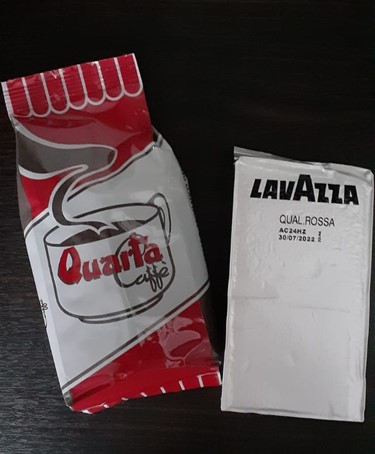 Quarta
Caffè
LAVAZZA
QUAL.ROSSA
AC24HZ
30/07/2022